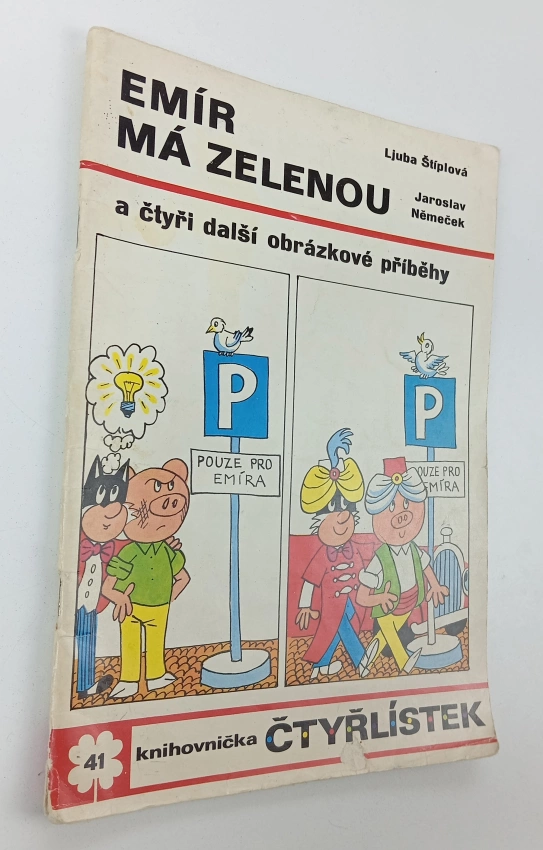 EMÍR
MÁ ZELENOU
Ljuba Štíplová
Jaroslav
Němeček
a čtyři další obrázkové příběhy
P
POUZE PRO
EMÍRA
P
OUZE PRO
EMÍRA
41
knihovnička ČTYŘLÍSTEK